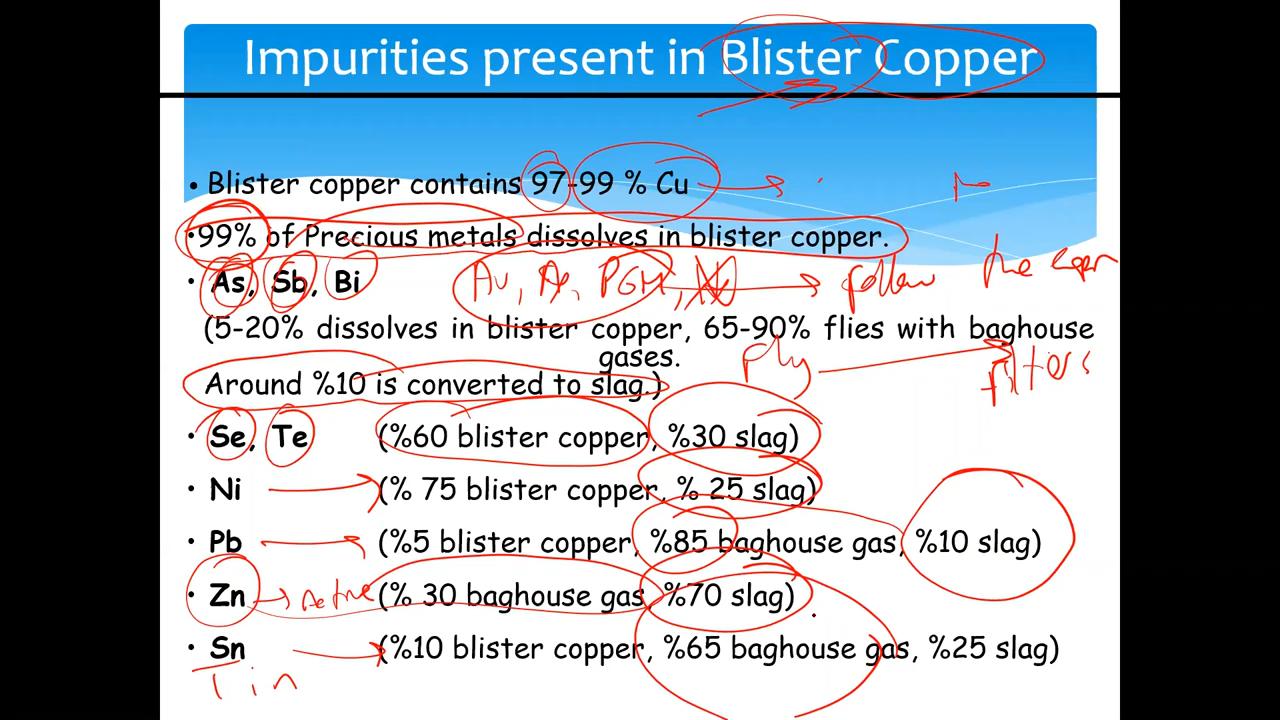 Impurities present in Blister Copper
• Blister copper contains 97-99 % Cu
•99% of Precious metals dissolves in blister copper.
• As, Sb, Bi
Au, Ag, PGM, → follow the copper
(5-20% dissolves in blister copper, 65-90% flies with baghouse
gases.
fly → filters
Around %10 is converted to slag.)
• Se, Te (%60 blister copper, %30 slag)
• Ni (% 75 blister copper, % 25 slag)
• Pb (%5 blister copper, %85 baghouse gas, %10 slag)
• Zn → active (% 30 baghouse gas, %70 slag)
• Sn (%10 blister copper, %65 baghouse gas, %25 slag)
Tin